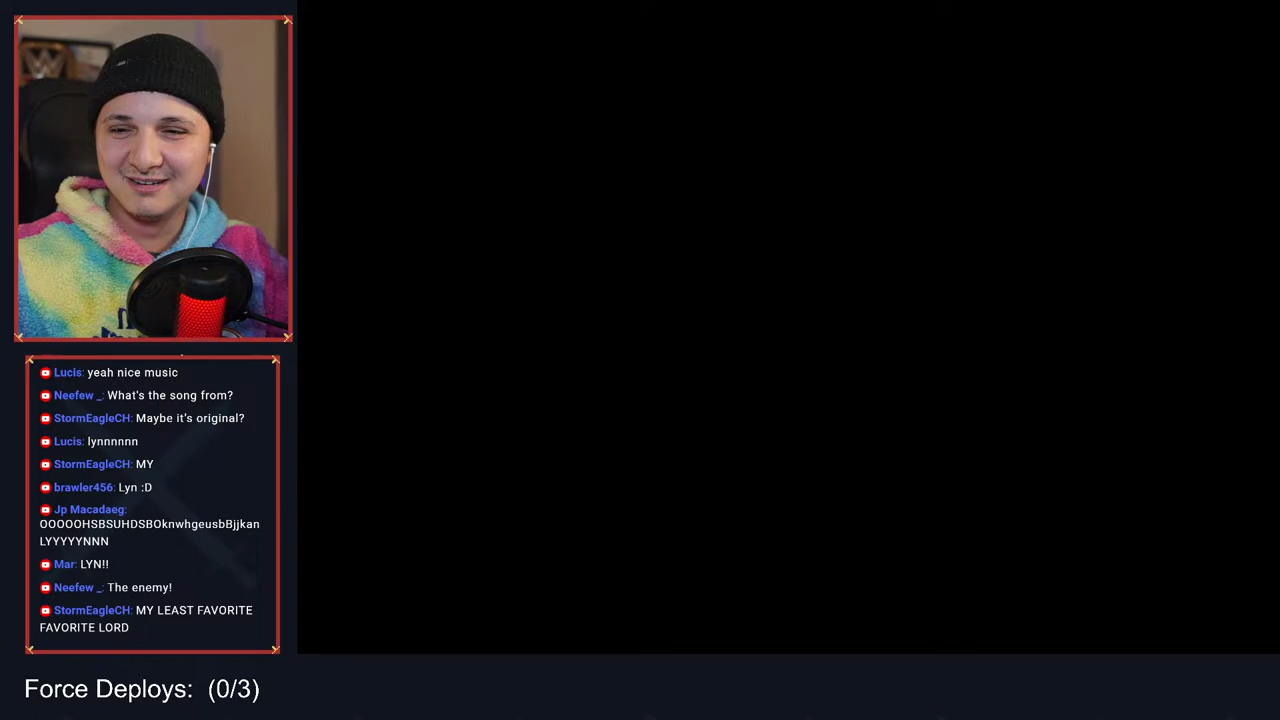 Lucis: yeah nice music
Neefew _: What's the song from?
StormEagleCH: Maybe it's original?
Lucis: lynnnnnn
StormEagleCH: MY
brawler456: Lyn :D
Jp Macadaeg:
OOOOOHSBSUHDSBOknwhgeusbBjjkan
LYYYYYNNN
Mar: LYN!!
Neefew _: The enemy!
StormEagleCH: MY LEAST FAVORITE
FAVORITE LORD
Force Deploys: (0/3)